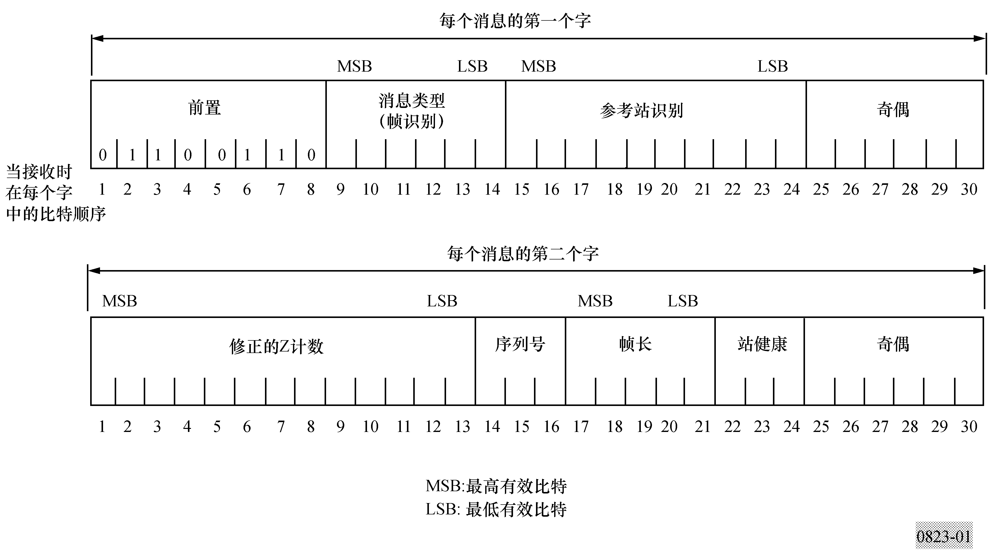 每个消息的第一个字
MSB LSB MSB LSB
前置 消息类型 参考站识别 奇偶
(帧识别)
0 1 1 0 0 1 1 0
当接收时
在每个字
中的比特顺序
1 2 3 4 5 6 7 8 9 10 11 12 13 14 15 16 17 18 19 20 21 22 23 24 25 26 27 28 29 30
每个消息的第二个字
MSB LSB MSB LSB
修正的Z计数 序列号 帧长 站健康 奇偶
1 2 3 4 5 6 7 8 9 10 11 12 13 14 15 16 17 18 19 20 21 22 23 24 25 26 27 28 29 30
MSB:最高有效比特
LSB: 最低有效比特
0823-01